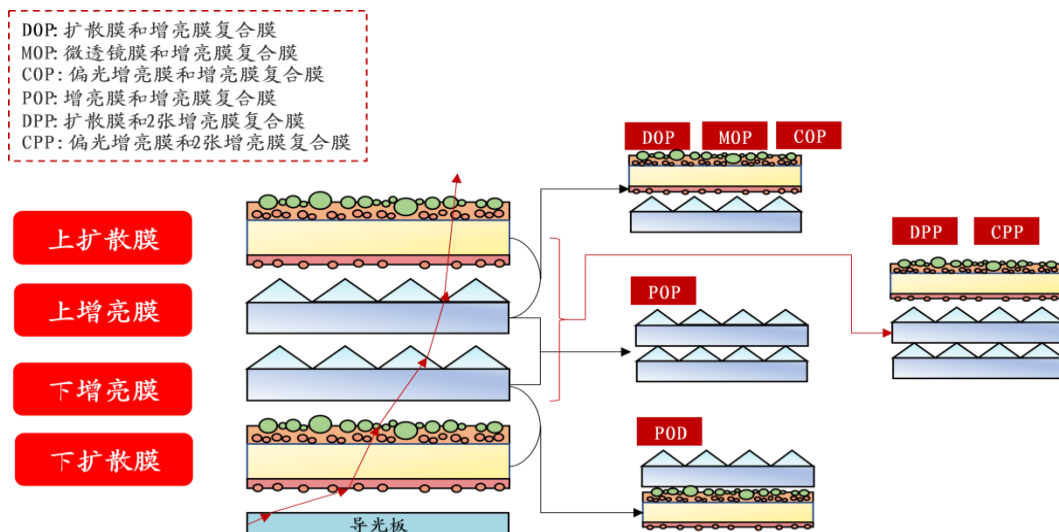 DOP: 扩散膜和增亮膜复合膜
MOP: 微透镜膜和增亮膜复合膜
COP: 偏光增亮膜和增亮膜复合膜
POP: 增亮膜和增亮膜复合膜
DPP: 扩散膜和2张增亮膜复合膜
CPP: 偏光增亮膜和2张增亮膜复合膜
DOP MOP COP
上扩散膜
DPP CPP
上增亮膜
POP
下增亮膜
下扩散膜
POD
导光板